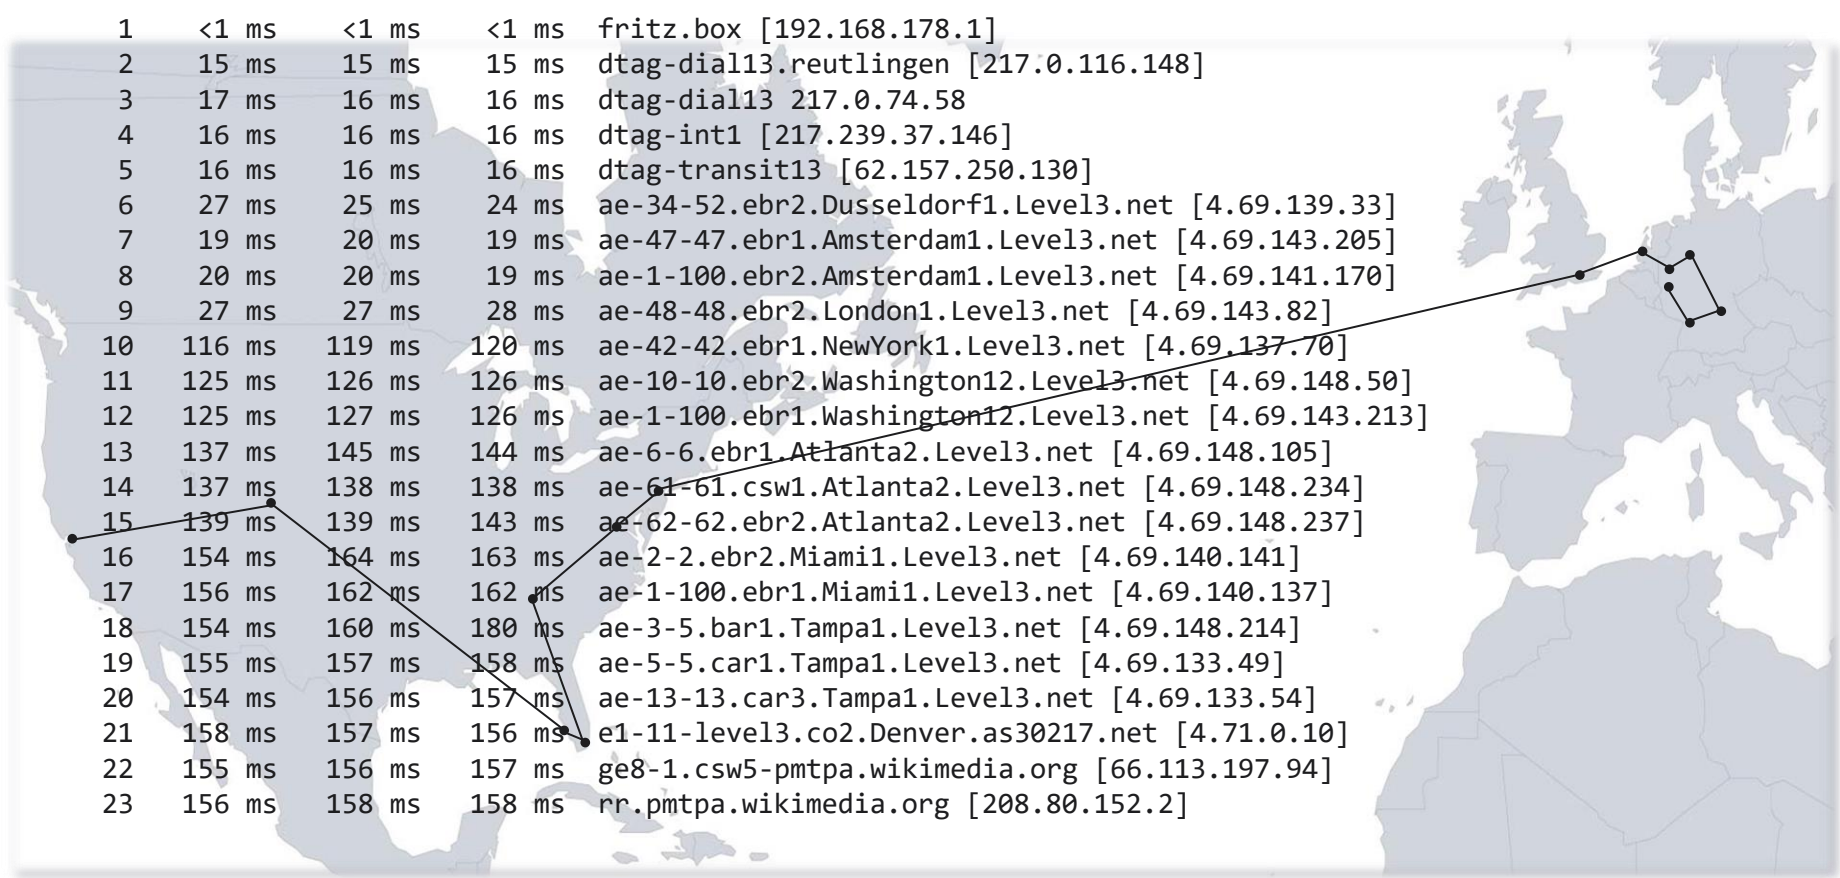 1 <1 ms <1 ms <1 ms fritz.box [192.168.178.1]
2 15 ms 15 ms 15 ms dtag-dial13.reutlingen [217.0.116.148]
3 17 ms 16 ms 16 ms dtag-dial13 217.0.74.58
4 16 ms 16 ms 16 ms dtag-int1 [217.239.37.146]
5 16 ms 16 ms 16 ms dtag-transit13 [62.157.250.130]
6 27 ms 25 ms 24 ms ae-34-52.ebr2.Dusseldorf1.Level3.net [4.69.139.33]
7 19 ms 20 ms 19 ms ae-47-47.ebr1.Amsterdam1.Level3.net [4.69.143.205]
8 20 ms 20 ms 19 ms ae-1-100.ebr2.Amsterdam1.Level3.net [4.69.141.170]
9 27 ms 27 ms 28 ms ae-48-48.ebr2.London1.Level3.net [4.69.143.82]
10 116 ms 119 ms 120 ms ae-42-42.ebr1.NewYork1.Level3.net [4.69.137.70]
11 125 ms 126 ms 126 ms ae-10-10.ebr2.Washington12.Level3.net [4.69.148.50]
12 125 ms 127 ms 126 ms ae-1-100.ebr1.Washington12.Level3.net [4.69.143.213]
13 137 ms 145 ms 144 ms ae-6-6.ebr1.Atlanta2.Level3.net [4.69.148.105]
14 137 ms 138 ms 138 ms ae-61-61.csw1.Atlanta2.Level3.net [4.69.148.234]
15 139 ms 139 ms 143 ms ae-62-62.ebr2.Atlanta2.Level3.net [4.69.148.237]
16 154 ms 164 ms 163 ms ae-2-2.ebr2.Miami1.Level3.net [4.69.140.141]
17 156 ms 162 ms 162 ms ae-1-100.ebr1.Miami1.Level3.net [4.69.140.137]
18 154 ms 160 ms 180 ms ae-3-5.bar1.Tampa1.Level3.net [4.69.148.214]
19 155 ms 157 ms 158 ms ae-5-5.car1.Tampa1.Level3.net [4.69.133.49]
20 154 ms 156 ms 157 ms ae-13-13.car3.Tampa1.Level3.net [4.69.133.54]
21 158 ms 157 ms 156 ms e1-11-level3.co2.Denver.as30217.net [4.71.0.10]
22 155 ms 156 ms 157 ms ge8-1.csw5-pmtpa.wikimedia.org [66.113.197.94]
23 156 ms 158 ms 158 ms rr.pmtpa.wikimedia.org [208.80.152.2]